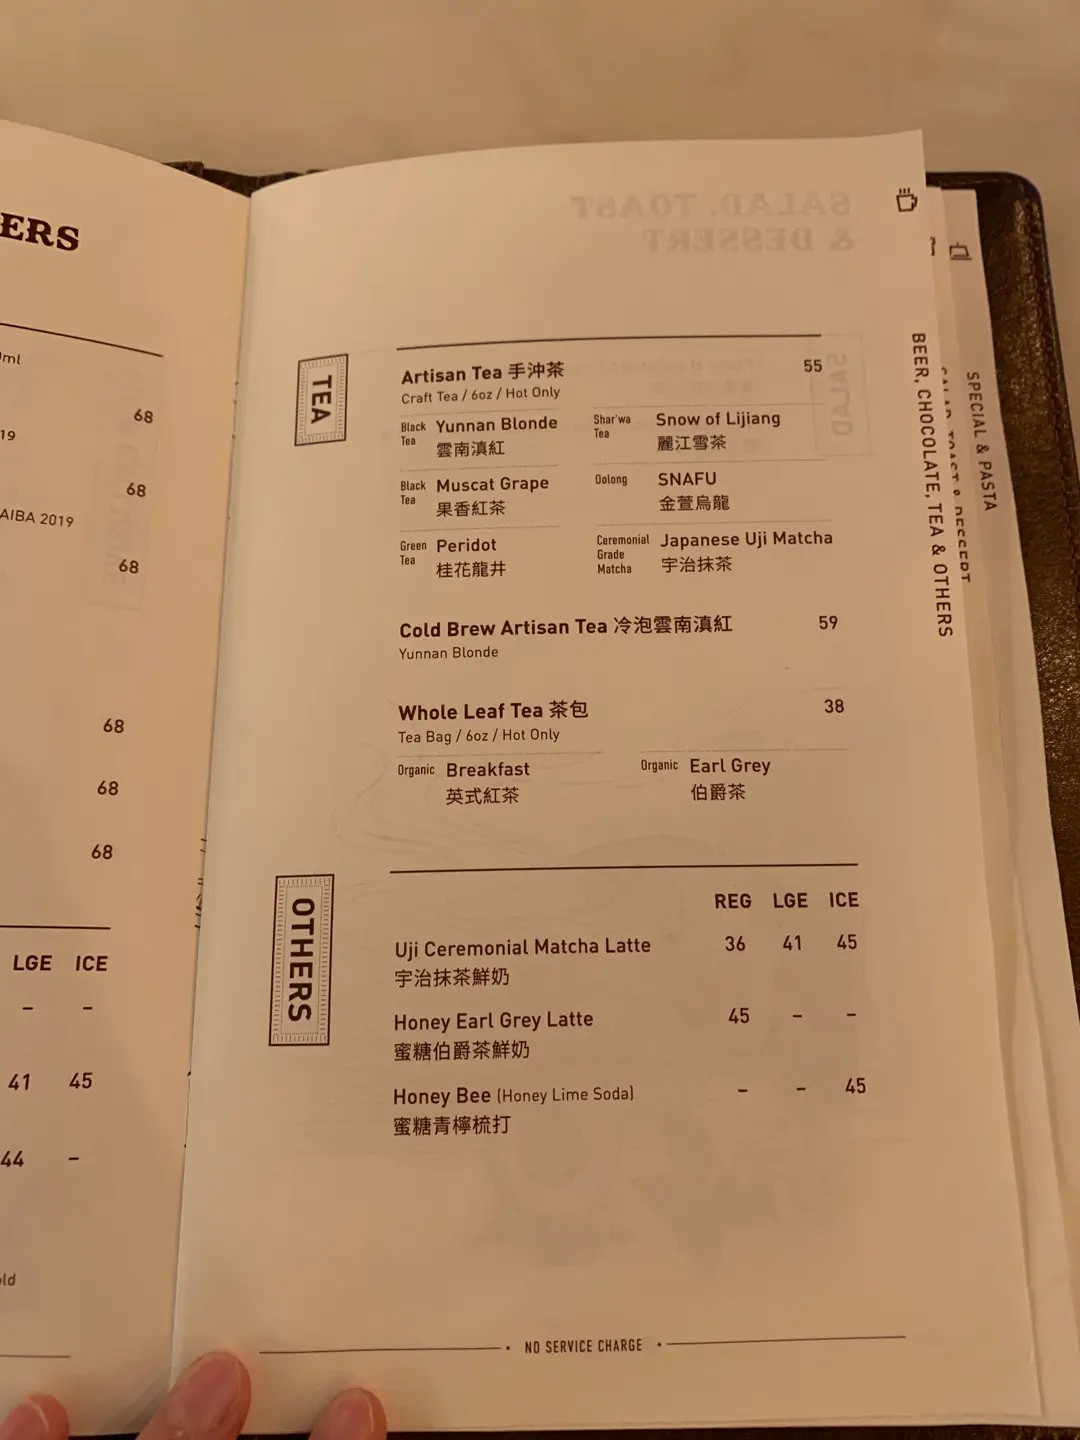 ERS
ml
68
19
68
AIBA 2019
68
68
68
68
LGE ICE
– –
41 45
44 –
old
TEA
Artisan Tea 手沖茶 55
Craft Tea / 6oz / Hot Only
Black Tea Yunnan Blonde
雲南滇紅
Shar'wa Tea Snow of Lijiang
麗江雪茶
Black Tea Muscat Grape
果香紅茶
Oolong SNAFU
金萱烏龍
Green Tea Peridot
桂花龍井
Ceremonial Grade Matcha Japanese Uji Matcha
宇治抹茶
Cold Brew Artisan Tea 冷泡雲南滇紅 59
Yunnan Blonde
Whole Leaf Tea 茶包 38
Tea Bag / 6oz / Hot Only
Organic Breakfast
英式紅茶
Organic Earl Grey
伯爵茶
OTHERS
REG LGE ICE
Uji Ceremonial Matcha Latte 36 41 45
宇治抹茶鮮奶
Honey Earl Grey Latte 45 – –
蜜糖伯爵茶鮮奶
Honey Bee (Honey Lime Soda) – – 45
蜜糖青檸梳打
NO SERVICE CHARGE
BEER, CHOCOLATE, TEA & OTHERS
SALAD, TOAST & DESSERT
SPECIAL & PASTA